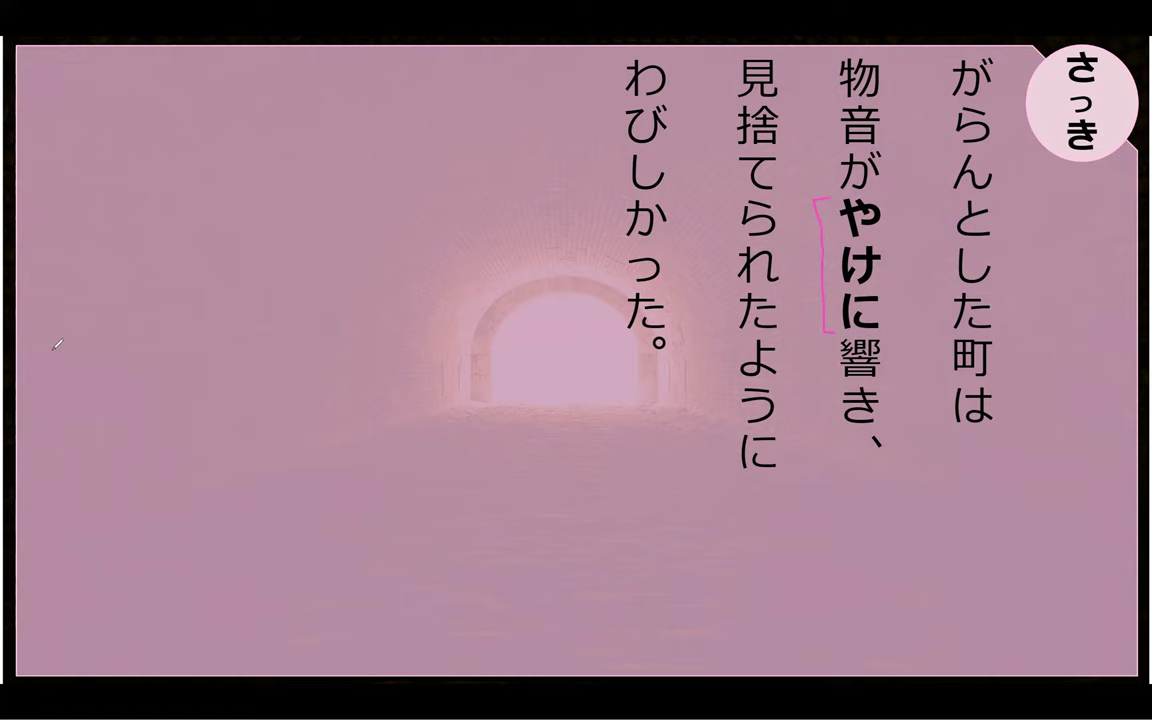 さっき
がらんとした町は
物音がやけに響き、
見捨てられたように
わびしかった。